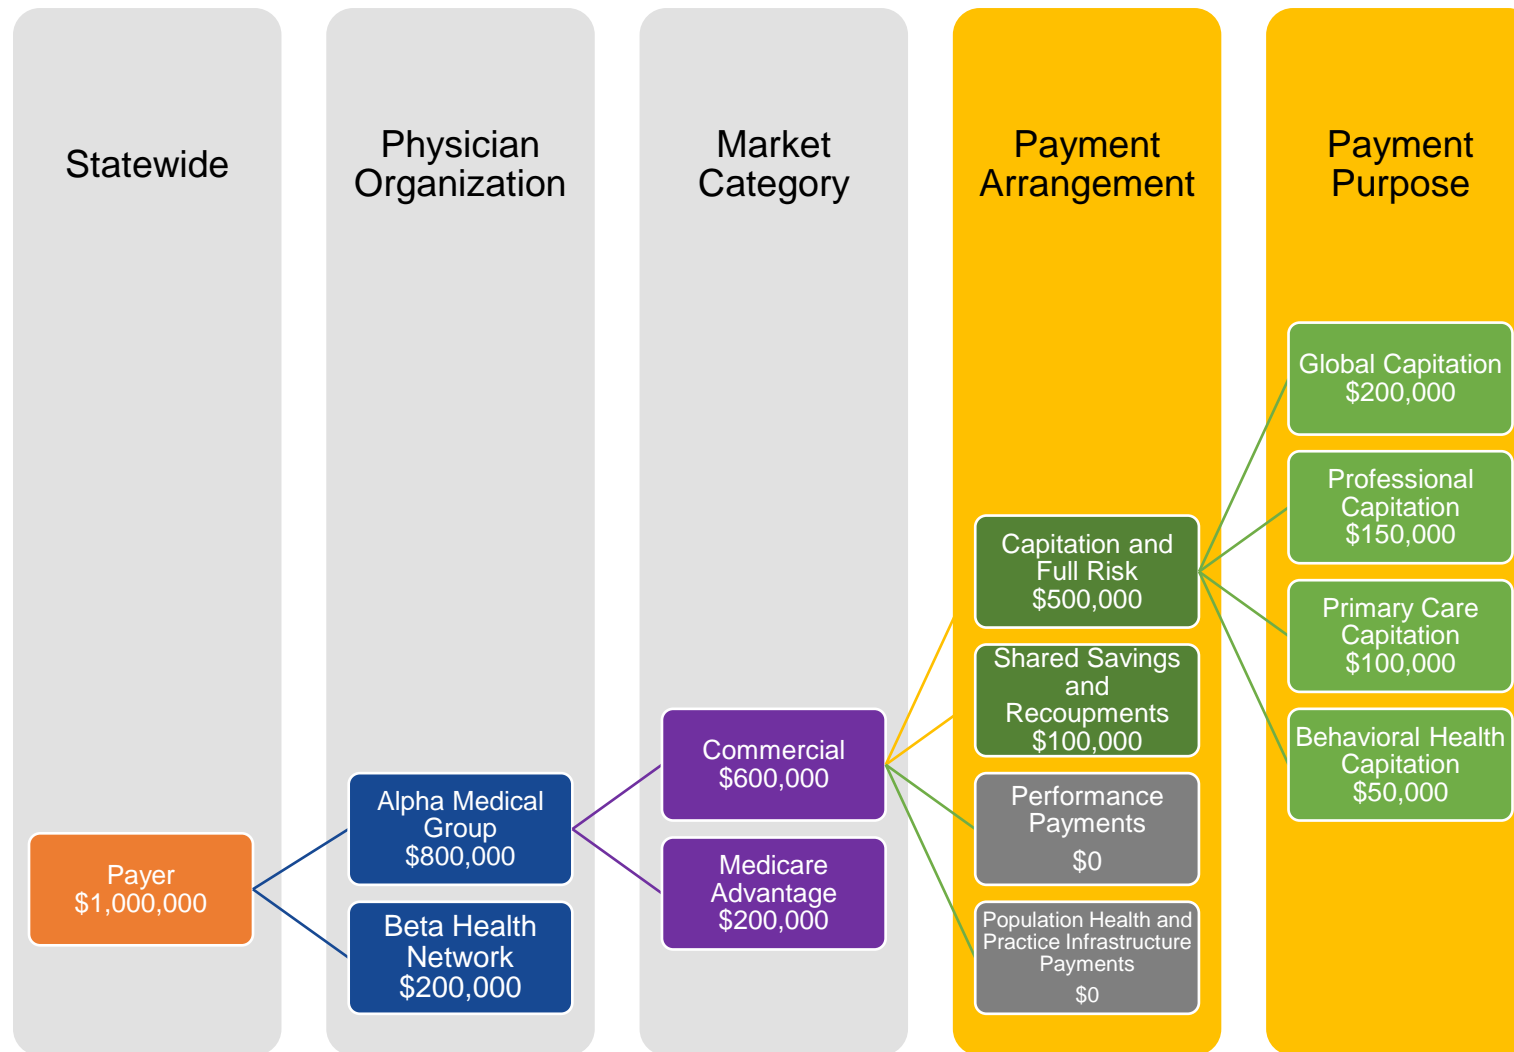 Statewide
Physician
Organization
Market
Category
Payment
Arrangement
Payment
Purpose
Payer
$1,000,000
Alpha Medical
Group
$800,000
Beta Health
Network
$200,000
Commercial
$600,000
Medicare
Advantage
$200,000
Capitation and
Full Risk
$500,000
Shared Savings
and
Recoupments
$100,000
Performance
Payments
$0
Population Health and
Practice Infrastructure
Payments
$0
Global Capitation
$200,000
Professional
Capitation
$150,000
Primary Care
Capitation
$100,000
Behavioral Health
Capitation
$50,000